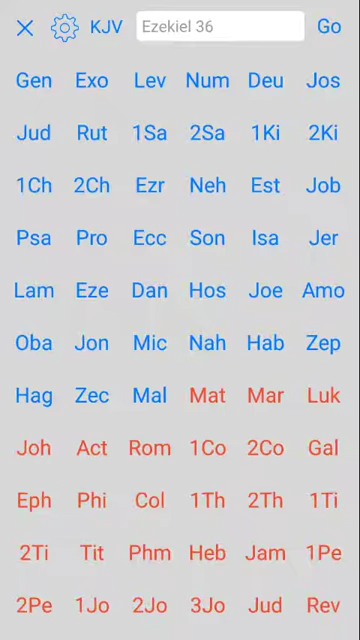 KJV Ezekiel 36 Go
Gen Exo Lev Num Deu Jos
Jud Rut 1Sa 2Sa 1Ki 2Ki
1Ch 2Ch Ezr Neh Est Job
Psa Pro Ecc Son Isa Jer
Lam Eze Dan Hos Joe Amo
Oba Jon Mic Nah Hab Zep
Hag Zec Mal Mat Mar Luk
Joh Act Rom 1Co 2Co Gal
Eph Phi Col 1Th 2Th 1Ti
2Ti Tit Phm Heb Jam 1Pe
2Pe 1Jo 2Jo 3Jo Jud Rev